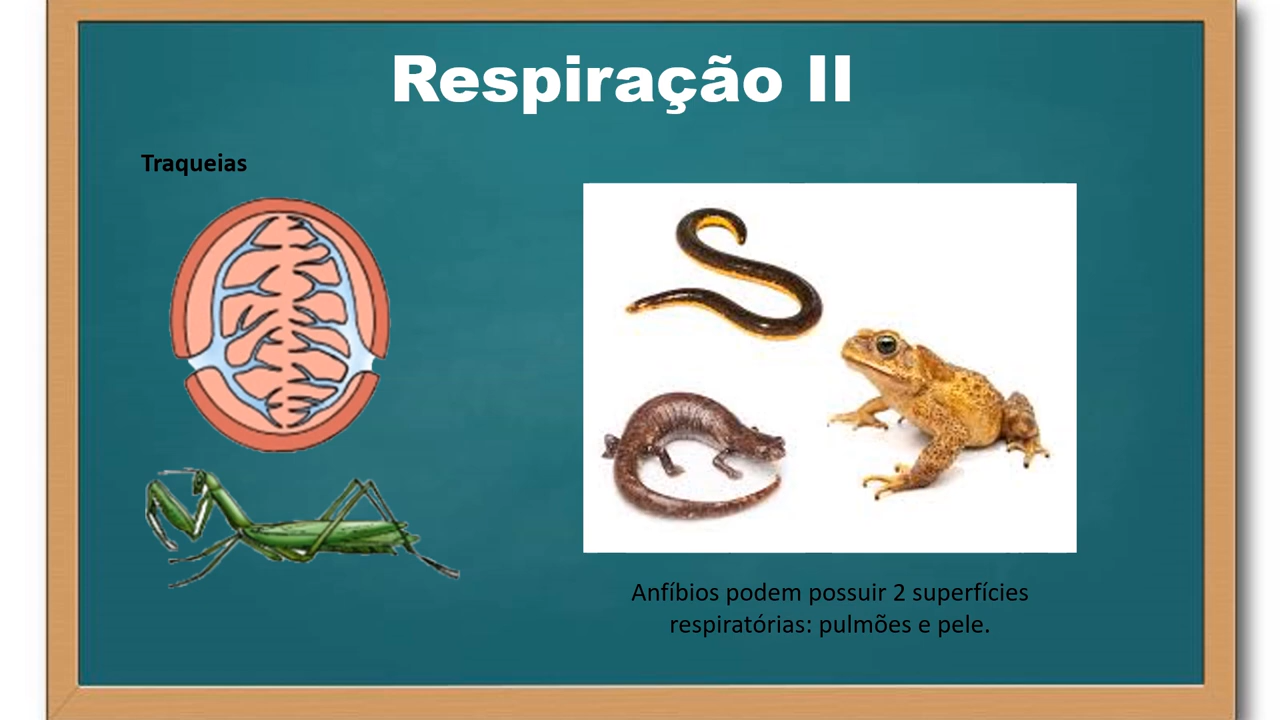 Respiração II
Traqueias
Anfíbios podem possuir 2 superfícies
respiratórias: pulmões e pele.